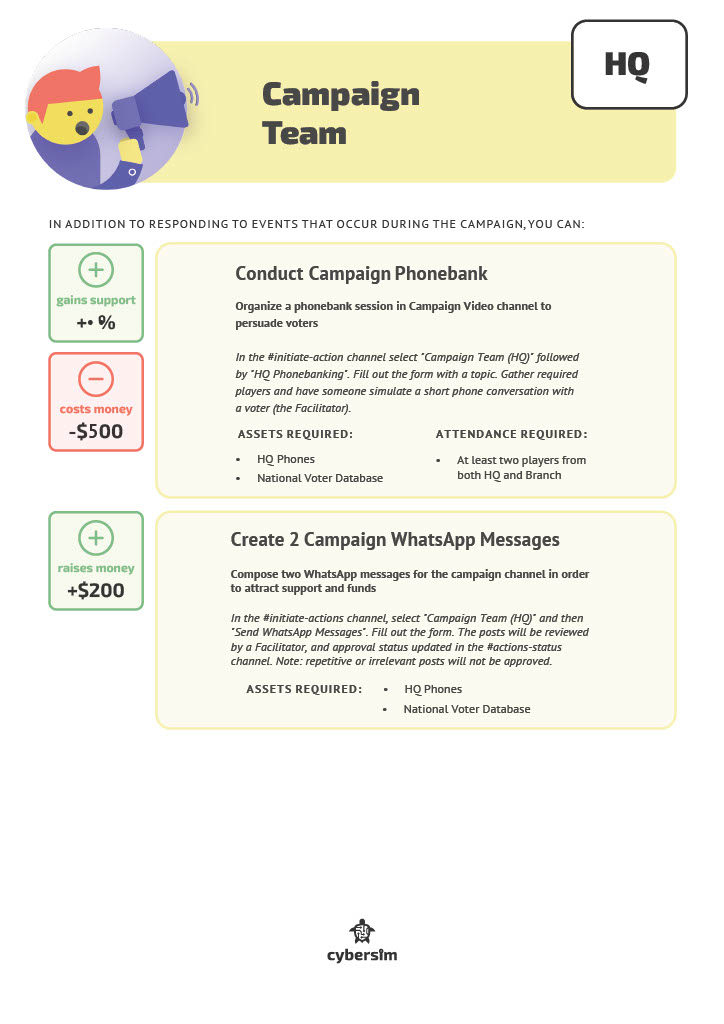 HQ
Campaign
Team
IN ADDITION TO RESPONDING TO EVENTS THAT OCCUR DURING THE CAMPAIGN, YOU CAN:
gains support
%
costs money
-$500
Conduct Campaign Phonebank
Organize a phonebank session in Campaign Video channel to
persuade voters
In the #initiate-action channel select "Campaign Team (HQ)" followed
by "HQ Phonebanking". Fill out the form with a topic. Gather required
players and have someone simulate a short phone conversation with
a voter (the Facilitator).
ASSETS REQUIRED:
• HQ Phones
• National Voter Database
ATTENDANCE REQUIRED:
• At least two players from
both HQ and Branch
raises money
+$200
Create 2 Campaign WhatsApp Messages
Compose two WhatsApp messages for the campaign channel in order
to attract support and funds
In the #initiate-actions channel, select "Campaign Team (HQ)" and then
"Send WhatsApp Messages". Fill out the form. The posts will be reviewed
by a Facilitator, and approval status updated in the #actions-status
channel. Note: repetitive or irrelevant posts will not be approved.
ASSETS REQUIRED:
• HQ Phones
• National Voter Database
cybersim